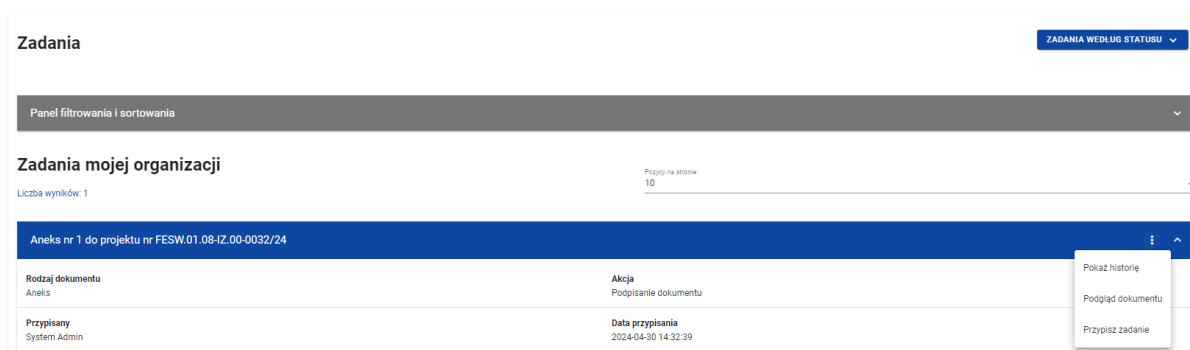 Zadania
ZADANIA WEDŁUG STATUSU
Panel filtrowania i sortowania
Zadania mojej organizacji
Liczba wyników: 1
Pozycji na stronie:
10
Aneks nr 1 do projektu nr FESW.01.08-IZ.00-0032/24
Pokaż historię
Podgląd dokumentu
Przypisz zadanie
Rodzaj dokumentu
Aneks
Akcja
Podpisanie dokumentu
Przypisany
System Admin
Data przypisania
2024-04-30 14:32:39